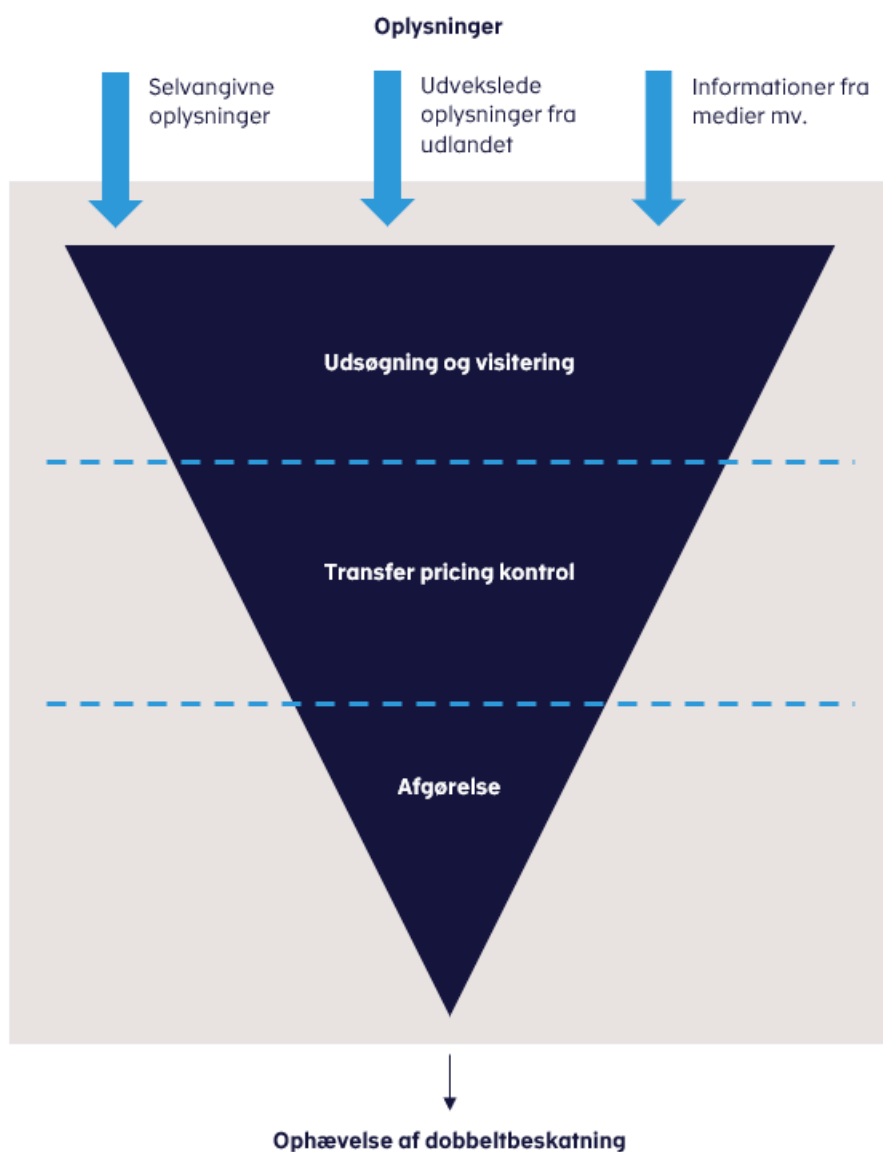 Oplysninger
Selvangivne
oplysninger
Udvekslede
oplysninger fra
udlandet
Informationer fra
medier mv.
Udsøgning og visitering
Transfer pricing kontrol
Afgørelse
Ophævelse af dobbeltbeskatning